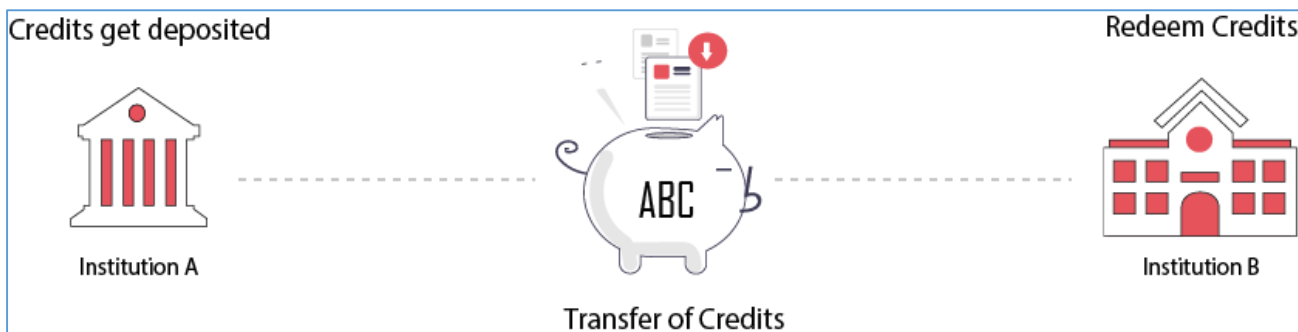 Credits get deposited
Redeem Credits
ABC
Institution A
Institution B
Transfer of Credits